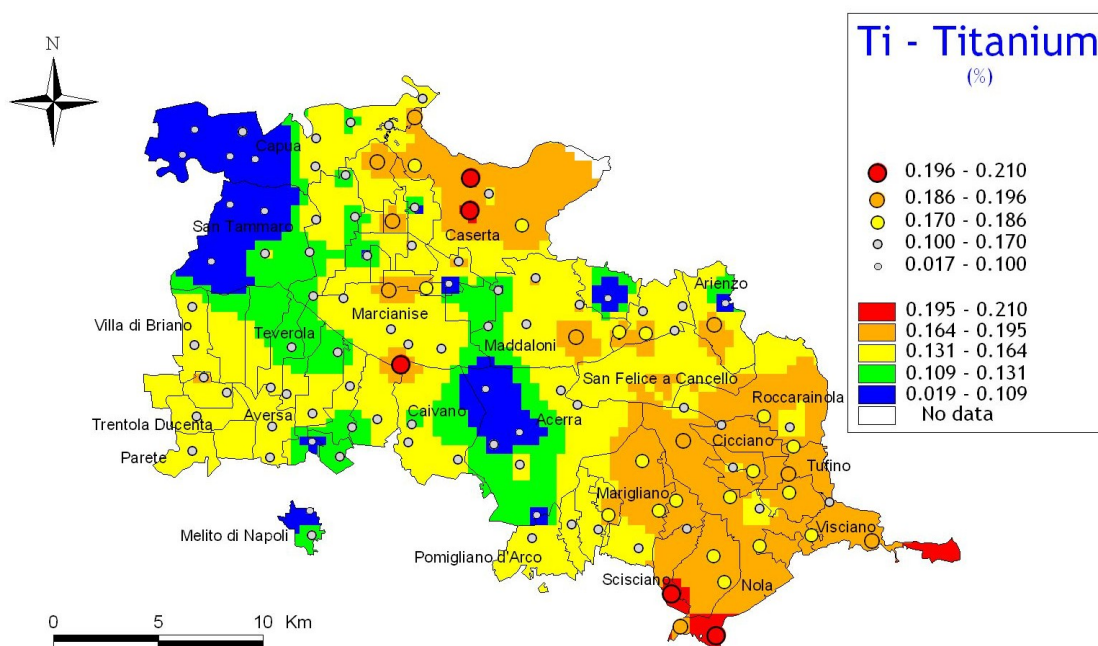 Ti - Titanium
(%)
N
0.196 - 0.210
0.186 - 0.196
0.170 - 0.186
0.100 - 0.170
0.017 - 0.100
0.195 - 0.210
0.164 - 0.195
0.131 - 0.164
0.109 - 0.131
0.019 - 0.109
No data
Capua
San Tammaro
Caserta
Arienzo
Villa di Briano
Marcianise
Teverola
Maddaloni
San Felice a Cancello
Roccarainola
Trentola Ducenta
Aversa
Caivano
Acerra
Cicciano
Parete
Tufino
Marigliano
Melito di Napoli
Visciano
Pomigliano d'Arco
Scisciano
Nola
0 5 10 Km